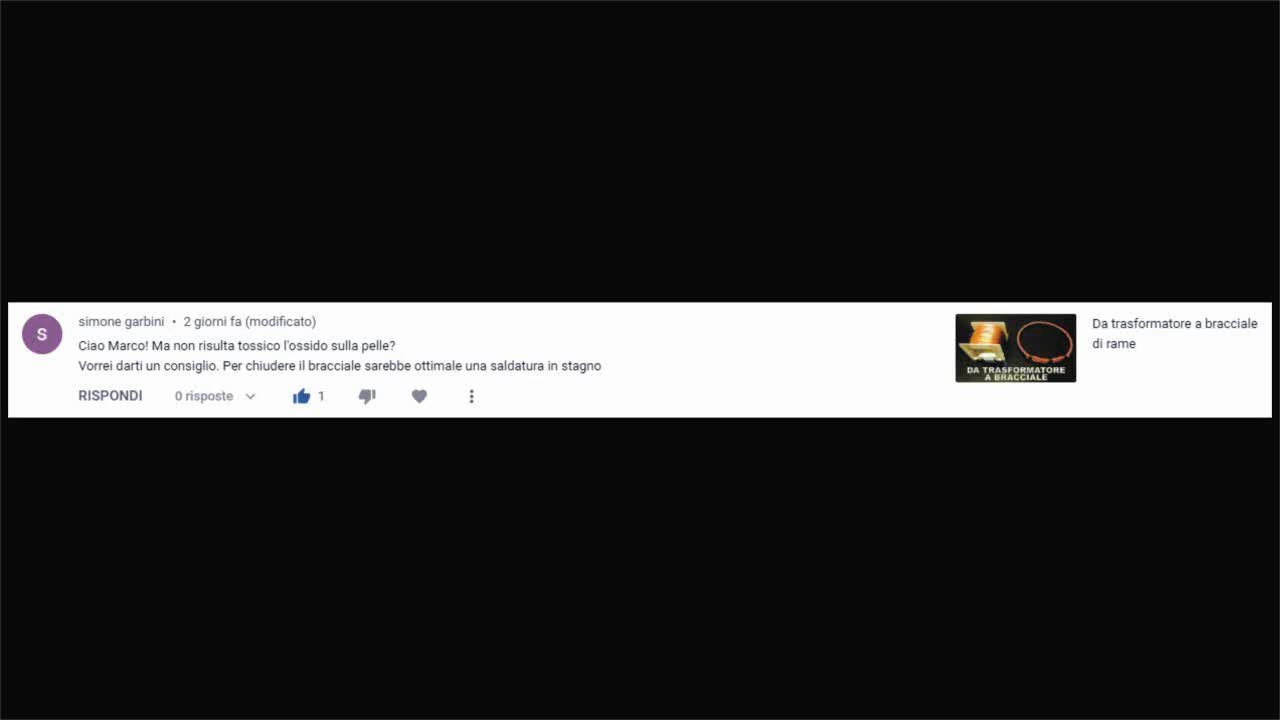 S
simone garbini • 2 giorni fa (modificato)
Ciao Marco! Ma non risulta tossico l'ossido sulla pelle?
Vorrei darti un consiglio. Per chiudere il bracciale sarebbe ottimale una saldatura in stagno
RISPONDI 0 risposte 1
DA TRASFORMATORE
A BRACCIALE
Da trasformatore a bracciale
di rame